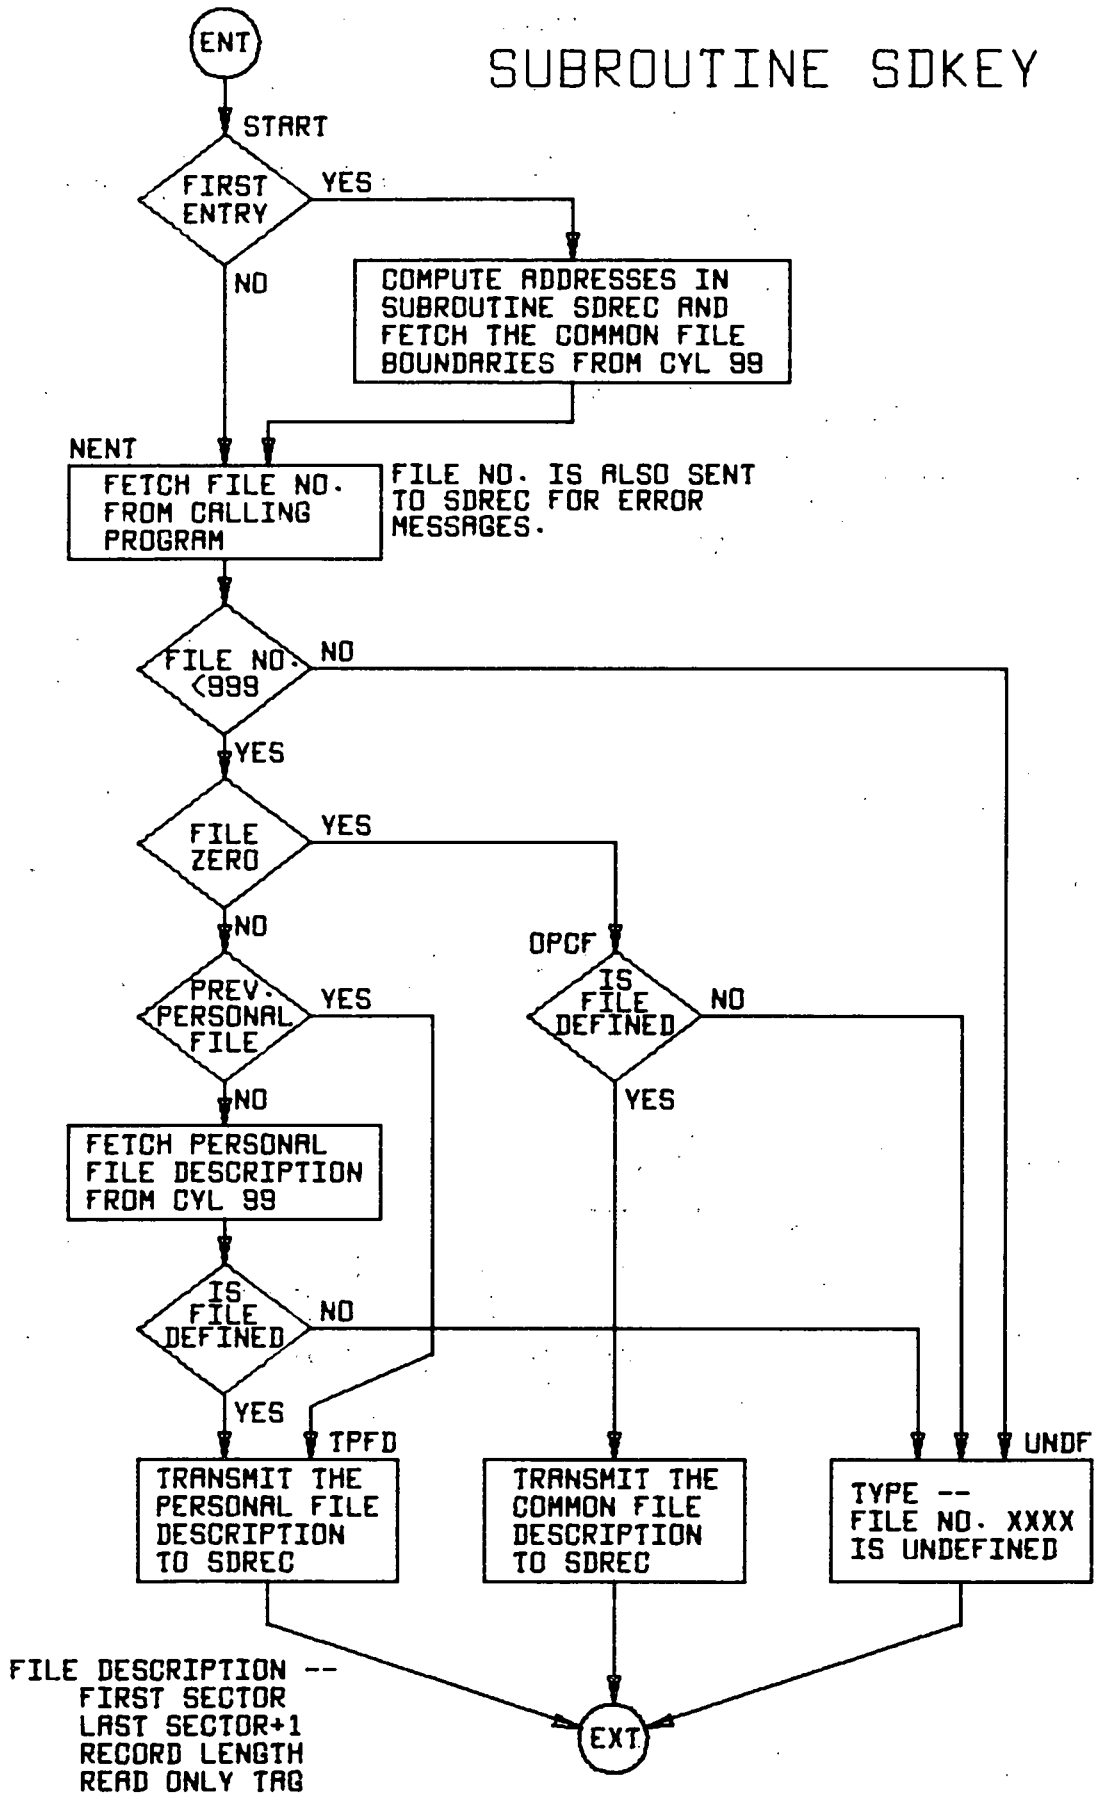 ENT
SUBROUTINE SDKEY
START
FIRST
ENTRY
YES
NO
COMPUTE ADDRESSES IN
SUBROUTINE SDREC AND
FETCH THE COMMON FILE
BOUNDARIES FROM CYL 99
NENT
FETCH FILE NO.
FROM CALLING
PROGRAM
FILE NO. IS ALSO SENT
TO SDREC FOR ERROR
MESSAGES.
FILE NO.
<999
NO
YES
FILE
ZERO
YES
NO
OPCF
IS
FILE
DEFINED
NO
YES
PREV.
PERSONAL
FILE
YES
NO
FETCH PERSONAL
FILE DESCRIPTION
FROM CYL 99
IS
FILE
DEFINED
NO
YES
TPFD
TRANSMIT THE
PERSONAL FILE
DESCRIPTION
TO SDREC
TRANSMIT THE
COMMON FILE
DESCRIPTION
TO SDREC
UNDF
TYPE --
FILE NO. XXXX
IS UNDEFINED
FILE DESCRIPTION --
FIRST SECTOR
LAST SECTOR+1
RECORD LENGTH
READ ONLY TAG
EXT